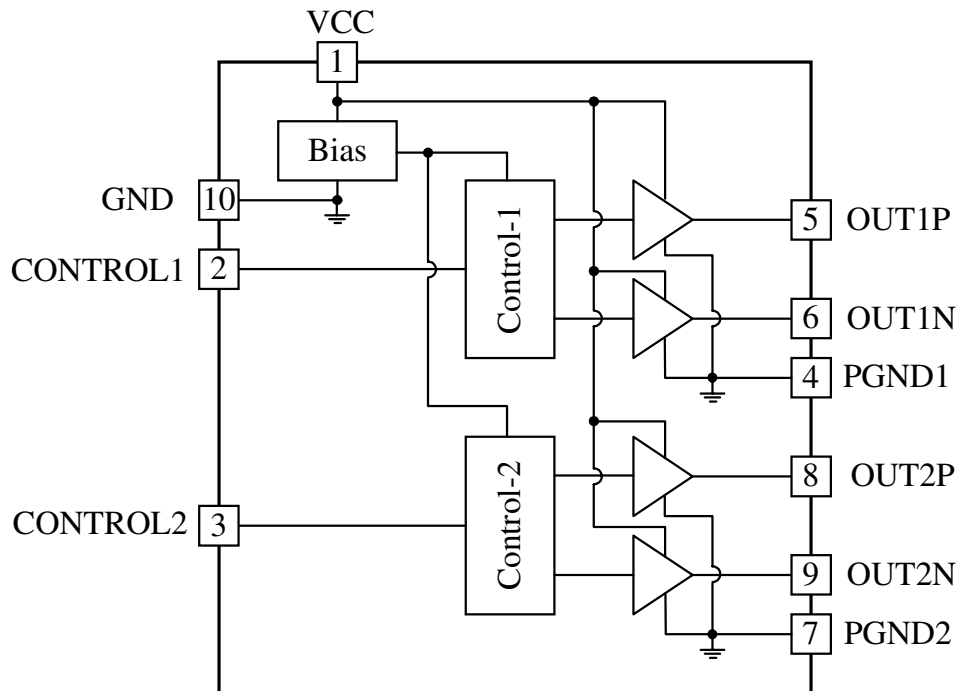 VCC
1
Bias
GND
10
CONTROL1
2
Control-1
5
OUT1P
6
OUT1N
4
PGND1
CONTROL2
3
Control-2
8
OUT2P
9
OUT2N
7
PGND2